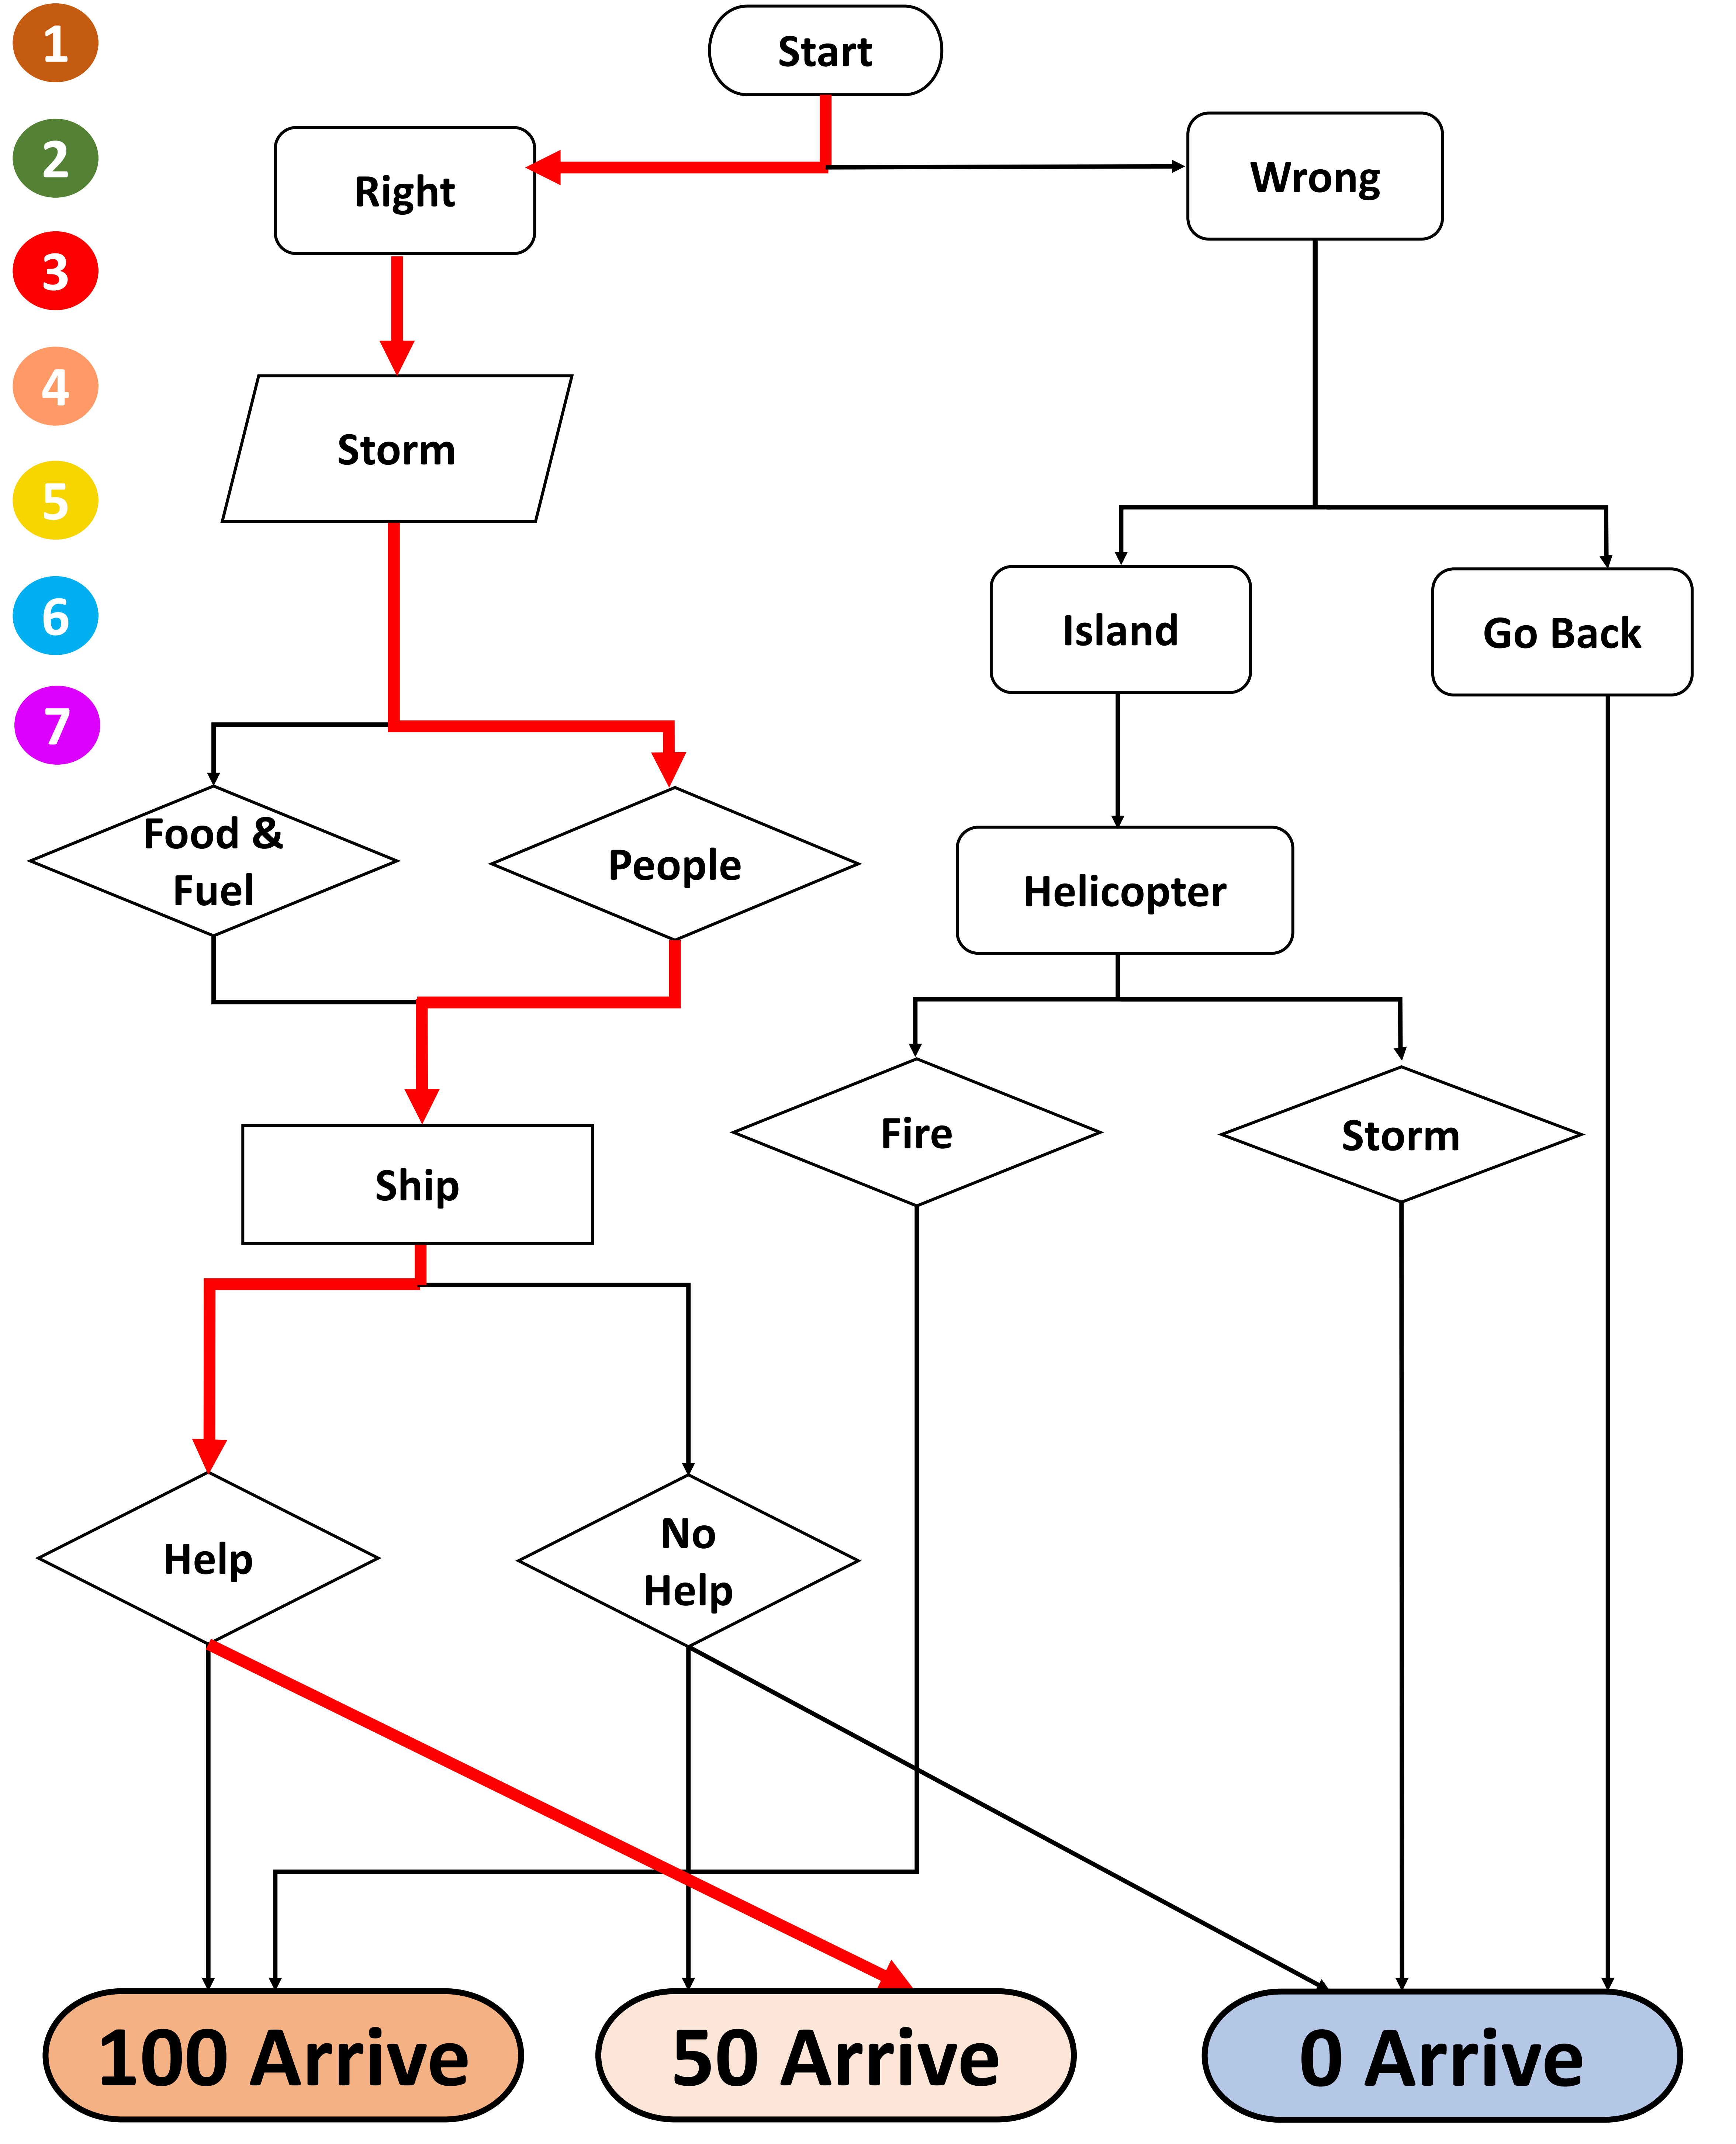 1
Start
2
Right
Wrong
3
4
Storm
5
6
Island
Go Back
7
Food &
Fuel
People
Helicopter
Fire
Storm
Ship
Help
No
Help
100 Arrive
50 Arrive
0 Arrive